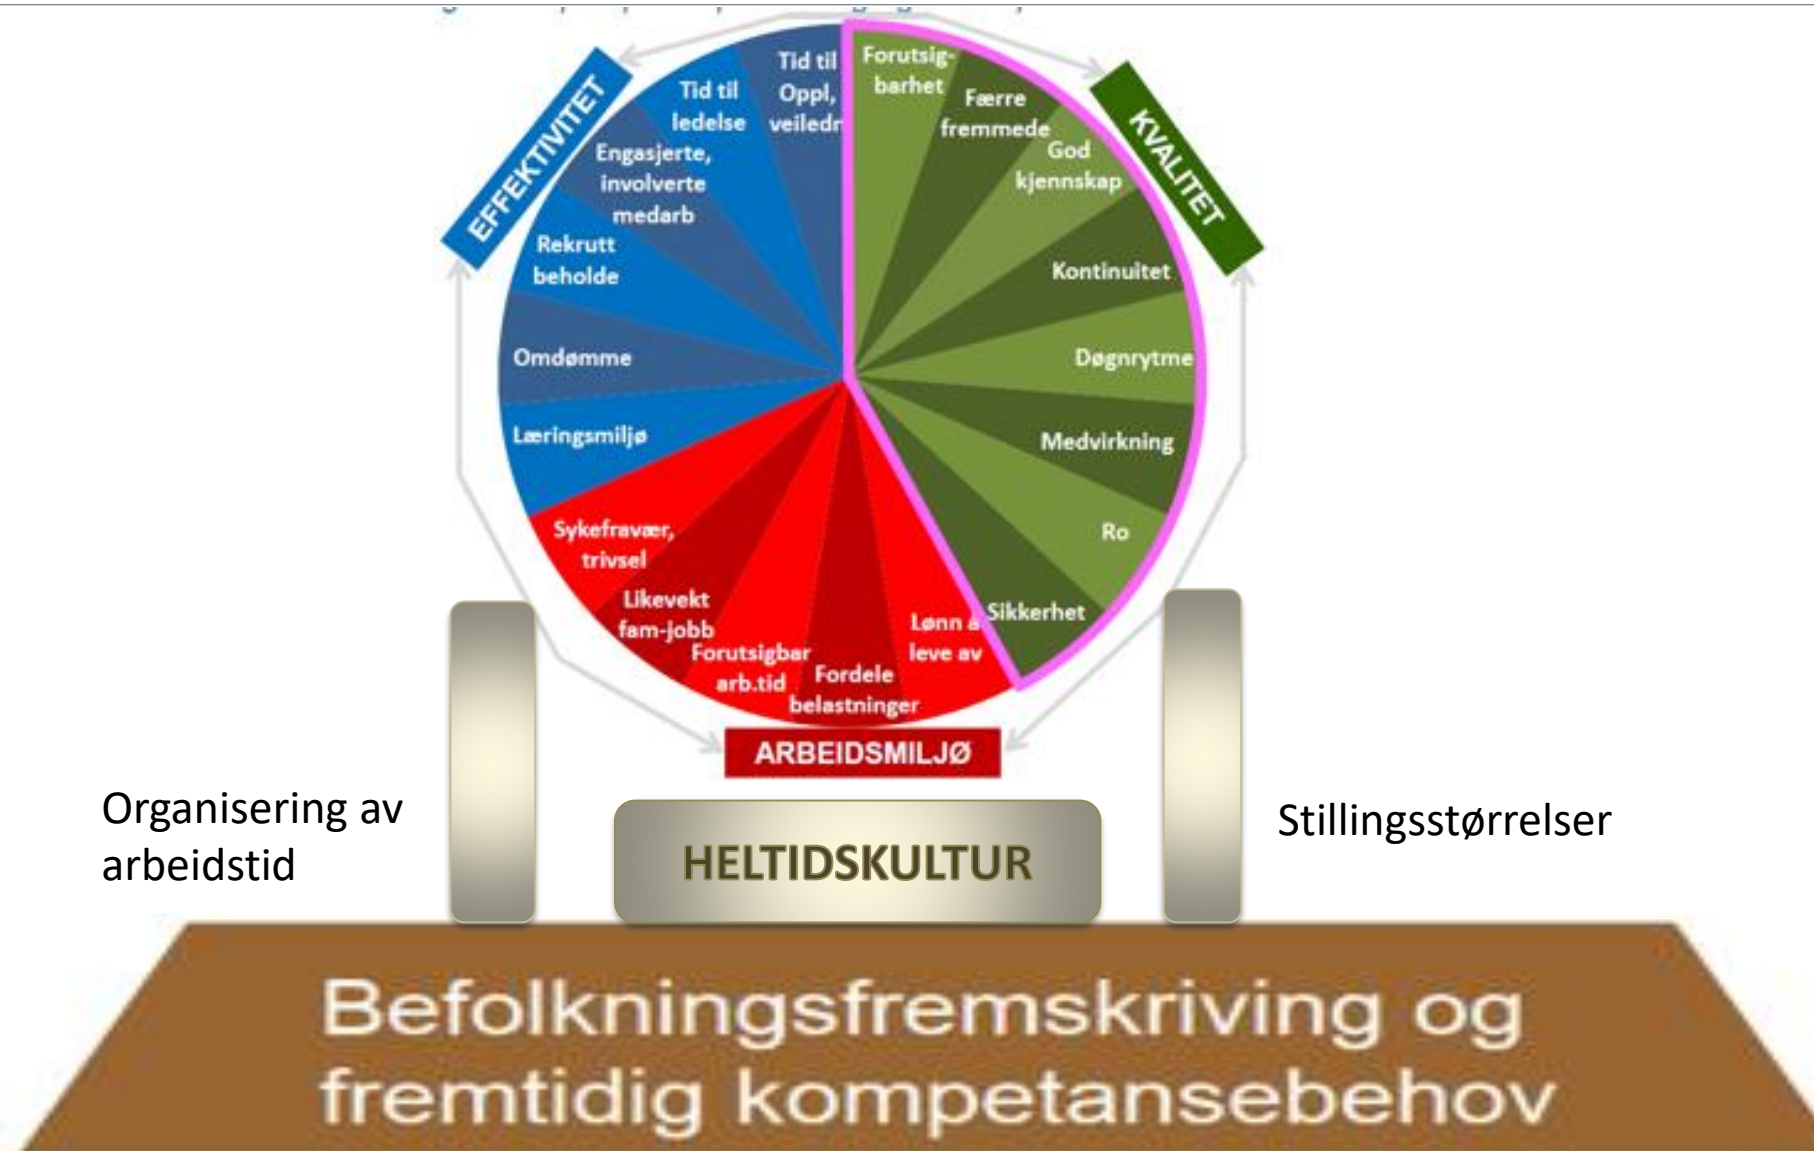 EFFEKTIVITET
KVALITET
Tid til
Oppl,
veiledn
Tid til
ledelse
Engasjerte,
involverte
medarb
Rekrutt
beholde
Omdømme
Læringsmiljø
Forutsig-
barhet
Færre
fremmede
God
kjennskap
Kontinuitet
Døgnrytme
Medvirkning
Ro
Sikkerhet
Lønn å
leve av
Fordele
belastninger
Forutsigbar
arb.tid
Likevekt
fam-jobb
Sykefravær,
trivsel
ARBEIDSMILJØ
Organisering av
arbeidstid
HELTIDSKULTUR
Stillingsstørrelser
Befolkningsfremskriving og
fremtidig kompetansebehov